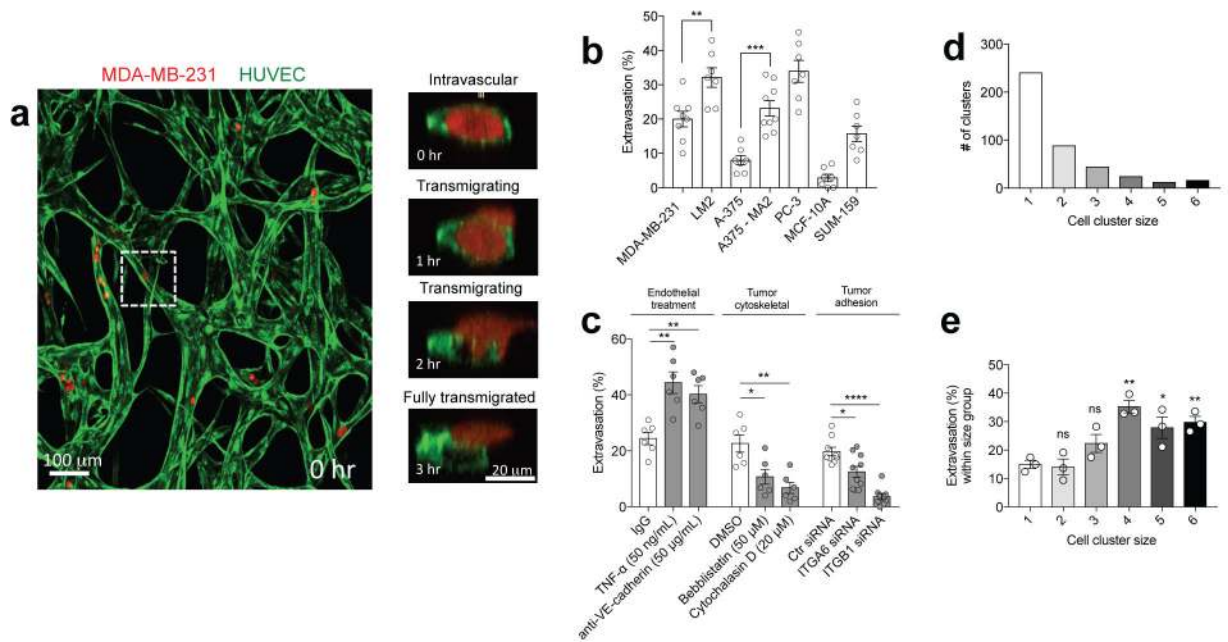 a
MDA-MB-231 HUVEC
100 µm
0 hr
Intravascular
0 hr
Transmigrating
1 hr
Transmigrating
2 hr
Fully transmigrated
3 hr
20 µm
b
Extravasation (%)
50
40
30
20
10
0
**
***
MDA-MB-231
LM2
A-375
A375 - MA2
PC-3
MCF-10A
SUM-159
c
Endothelial
treatment
Tumor
cytoskeletal
Tumor
adhesion
Extravasation (%)
60
40
20
0
**
**
**
*
****
*
IgG
TNF-α (50 ng/mL)
anti-VE-cadherin (50 µg/mL)
DMSO
Bebblistatin (50 µM)
Cytochalasin D (20 µM)
Ctr siRNA
ITGA6 siRNA
ITGB1 siRNA
d
# of clusters
300
200
100
0
1 2 3 4 5 6
Cell cluster size
e
Extravasation (%)
within size group
50
40
30
20
10
0
ns
ns
**
*
**
1 2 3 4 5 6
Cell cluster size